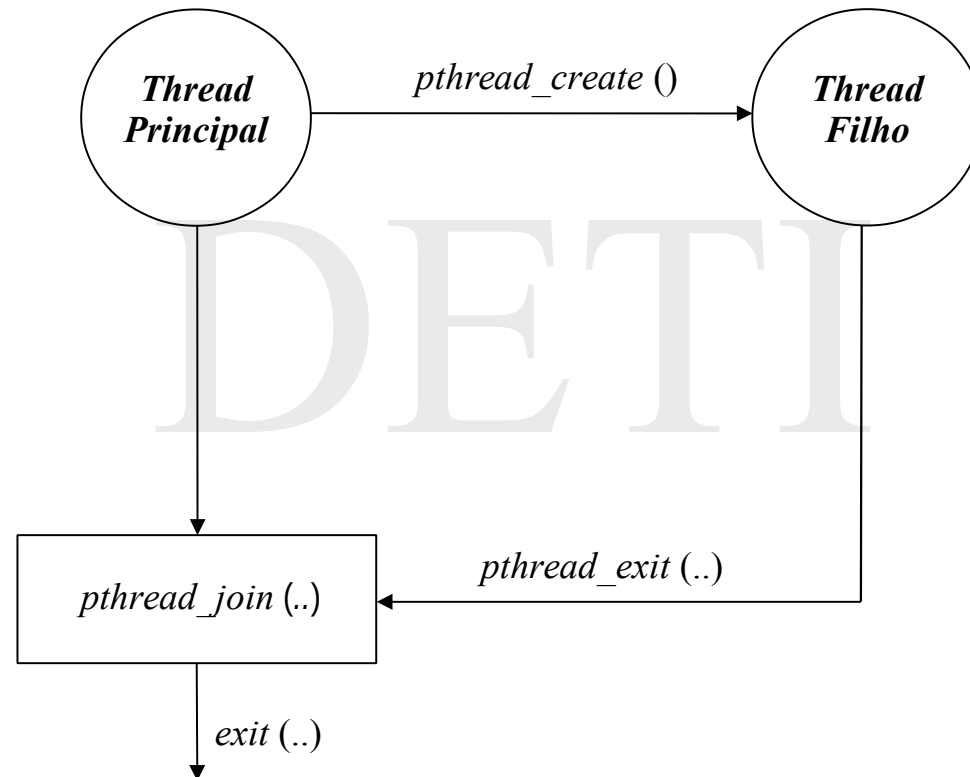 Thread
Principal
pthread_create ()
Thread
Filho
DETI
pthread_exit (..)
pthread_join (..)
exit (..)